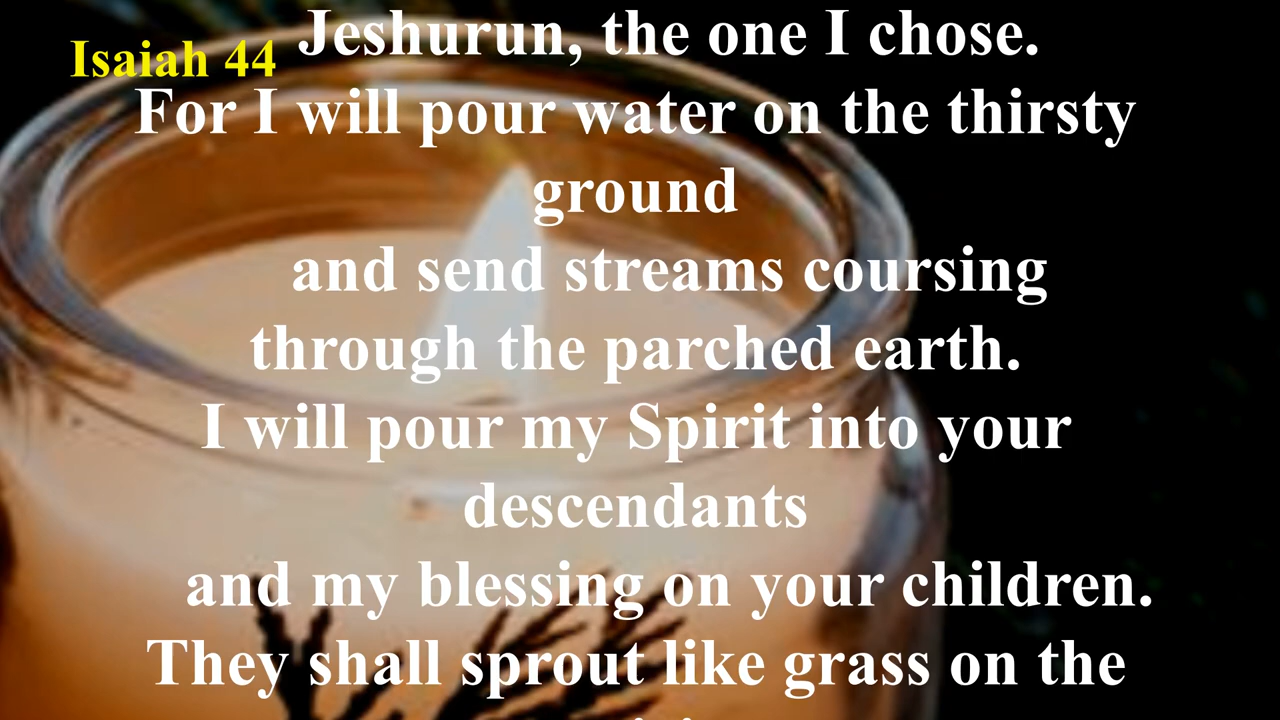 Isaiah 44
Jeshurun, the one I chose.
For I will pour water on the thirsty
ground
and send streams coursing
through the parched earth.
I will pour my Spirit into your
descendants
and my blessing on your children.
They shall sprout like grass on the